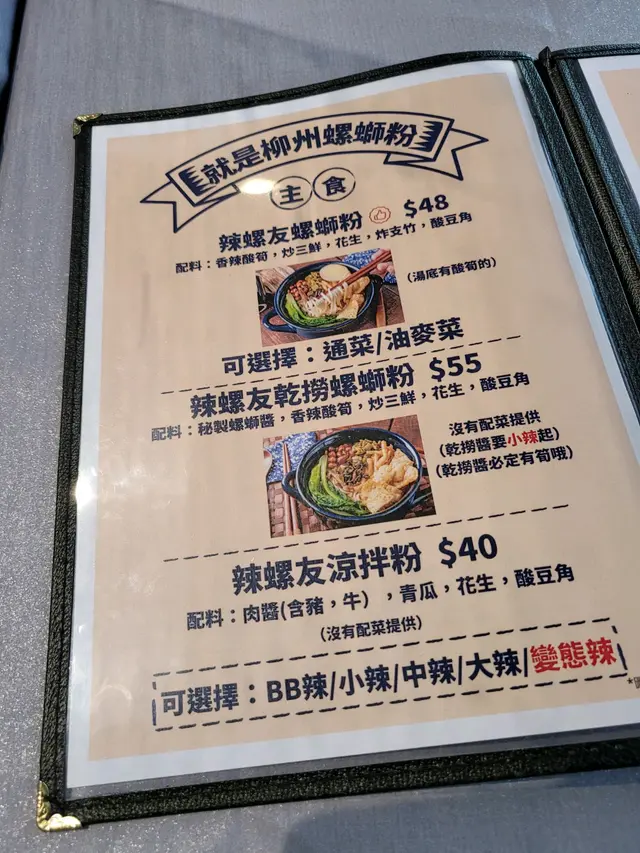 就是柳州螺螄粉
主食
辣螺友螺螄粉 $48
配料：香辣酸筍，炒三鮮，花生，炸支竹，酸豆角
（湯底有酸筍的）
可選擇：通菜/油麥菜
辣螺友乾撈螺螄粉 $55
配料：秘製螺螄醬，香辣酸筍，炒三鮮，花生，酸豆角
沒有配菜提供
（乾撈醬要小辣起）
（乾撈醬必定有筍哦）
辣螺友涼拌粉 $40
配料：肉醬(含豬，牛），青瓜，花生，酸豆角
（沒有配菜提供）
可選擇：BB辣/小辣/中辣/大辣/變態辣